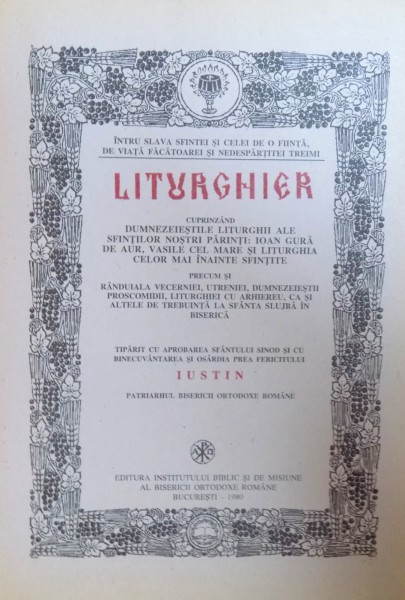 ÎNTRU SLAVA SFINTEI ȘI CELEI DE O FIINȚĂ,
DE VIAȚĂ FĂCĂTOAREI ȘI NEDESPĂRȚITEI TREIMI
LITURGHIER
CUPRINZÂND
DUMNEZEIEȘTILE LITURGHII ALE
SFINȚILOR NOȘTRI PĂRINȚI: IOAN GURĂ
DE AUR, VASILE CEL MARE ȘI LITURGHIA
CELOR MAI ÎNAINTE SFINȚITE
PRECUM ȘI
RÂNDUIALA VECERNIEI, UTRENIEI, DUMNEZEIEȘTII
PROSCOMIDII, LITURGHIEI CU ARHIEREU, CA ȘI
ALTELE DE TREBUINȚĂ LA SFÂNTA SLUJBĂ ÎN
BISERICĂ
TIPĂRIT CU APROBAREA SFÂNTULUI SINOD ȘI CU
BINECUVÂNTAREA ȘI OSÂRDIA PREA FERICITULUI
IUSTIN
PATRIARHUL BISERICII ORTODOXE ROMÂNE
EDITURA INSTITUTULUI BIBLIC ȘI DE MISIUNE
AL BISERICII ORTODOXE ROMÂNE
BUCUREȘTI – 1980